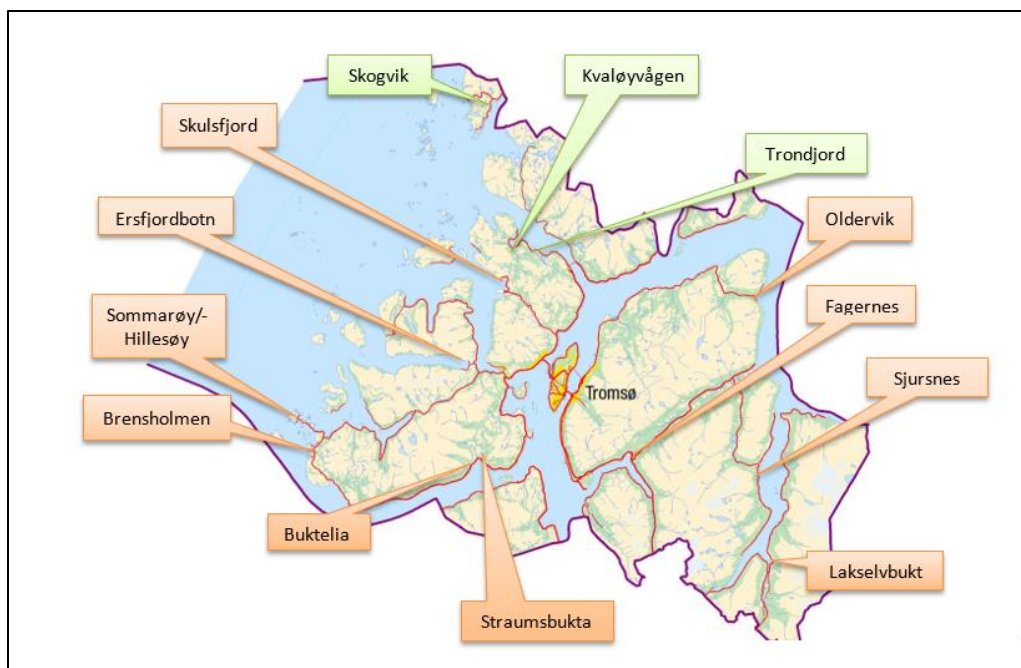 Skogvik
Kvaløyvågen
Skulsfjord
Trondjord
Ersfjordbotn
Oldervik
Sommarøy/-
Hillesøy
Fagernes
Sjursnes
Tromsø
Brensholmen
Buktelia
Lakselvbukt
Straumsbukta